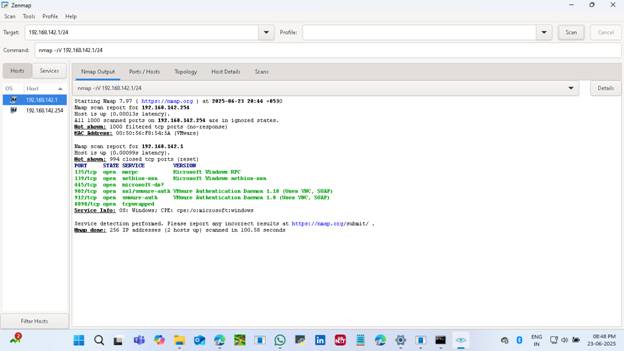 Zenmap
Scan Tools Profile Help
Target: 192.168.142.1/24 Profile: Scan Cancel
Command: nmap -sV 192.168.142.1/24
Hosts Services
Nmap Output Ports / Hosts Topology Host Details Scans
OS Host
nmap -sV 192.168.142.1/24 Details
192.168.142.1
192.168.142.254
Starting Nmap 7.97 ( https://nmap.org ) at 2025-06-23 20:44 +0530
Nmap scan report for 192.168.142.254
Host is up (0.00013s latency).
All 1000 scanned ports on 192.168.142.254 are in ignored states.
Not shown: 1000 filtered tcp ports (no-response)
MAC Address: 00:50:56:F8:54:5A (VMware)
Nmap scan report for 192.168.142.1
Host is up (0.00099s latency).
Not shown: 994 closed tcp ports (reset)
PORT STATE SERVICE VERSION
135/tcp open msrpc Microsoft Windows RPC
139/tcp open netbios-ssn Microsoft Windows netbios-ssn
445/tcp open microsoft-ds?
902/tcp open ssl/vmware-auth VMware Authentication Daemon 1.10 (Uses VNC, SOAP)
912/tcp open vmware-auth VMware Authentication Daemon 1.0 (Uses VNC, SOAP)
8090/tcp open tcpwrapped
Service Info: OS: Windows; CPE: cpe:/o:microsoft:windows
Service detection performed. Please report any incorrect results at https://nmap.org/submit/ .
Nmap done: 256 IP addresses (2 hosts up) scanned in 100.58 seconds
Filter Hosts
ENG
IN
08:48 PM
23-06-2025